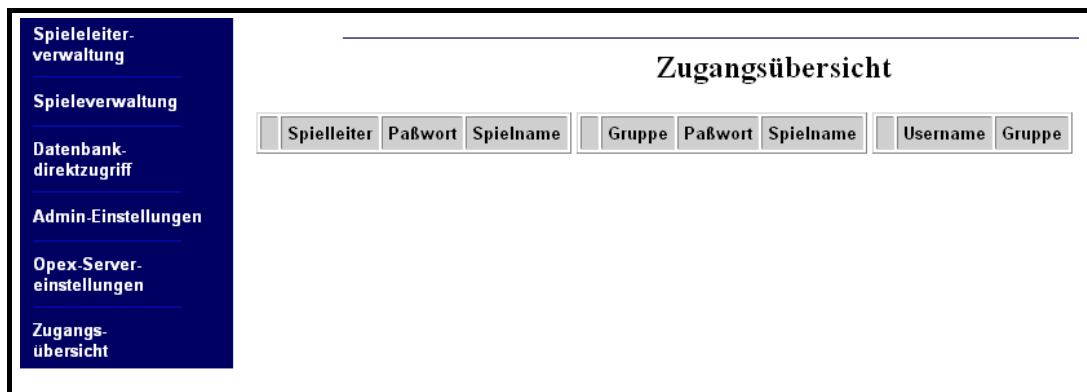 Spieleleiter-
verwaltung
Spieleverwaltung
Datenbank-
direktzugriff
Admin-Einstellungen
Opex-Server-
einstellungen
Zugangs-
übersicht
Zugangsübersicht
Spielleiter Paßwort Spielname Gruppe Paßwort Spielname Username Gruppe